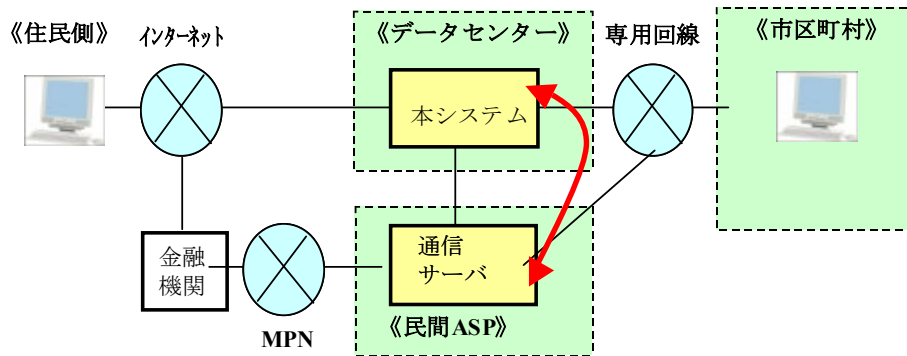 《住民側》
インターネット
《データセンター》
専用回線
《市区町村》
本システム
金融
機関
MPN
通信
サーバ
《民間ASP》